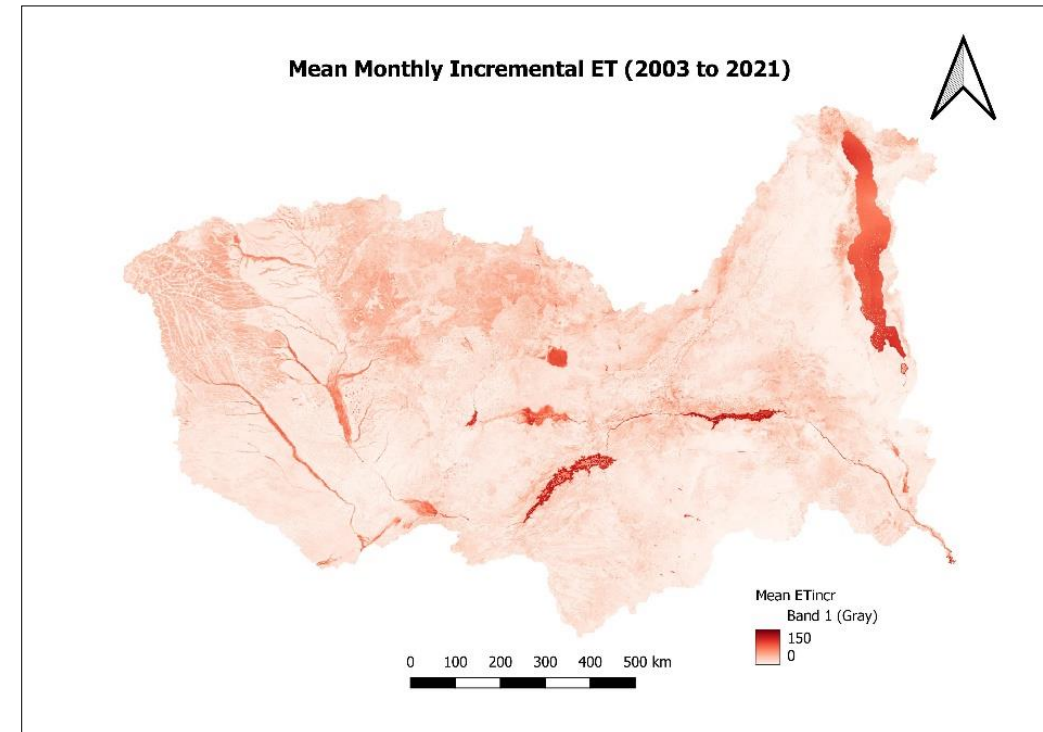 Mean Monthly Incremental ET (2003 to 2021)
Mean ETincr
Band 1 (Gray)
150
0
0 100 200 300 400 500 km